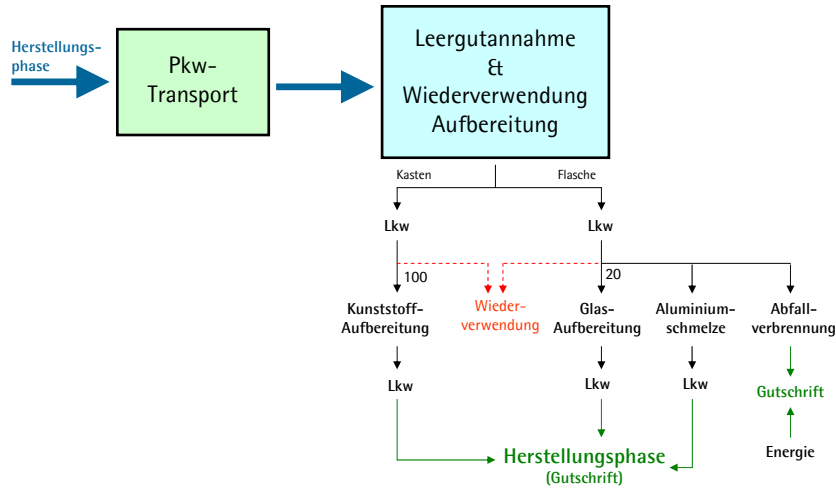 Herstellungs-
phase
Pkw-
Transport
Leergutannahme
&
Wiederverwendung
Aufbereitung
Kasten
Flasche
Lkw
Lkw
100
20
Kunststoff-
Aufbereitung
Wieder-
verwendung
Glas-
Aufbereitung
Aluminium-
schmelze
Abfall-
verbrennung
Lkw
Lkw
Lkw
Gutschrift
Herstellungsphase
(Gutschrift)
Energie